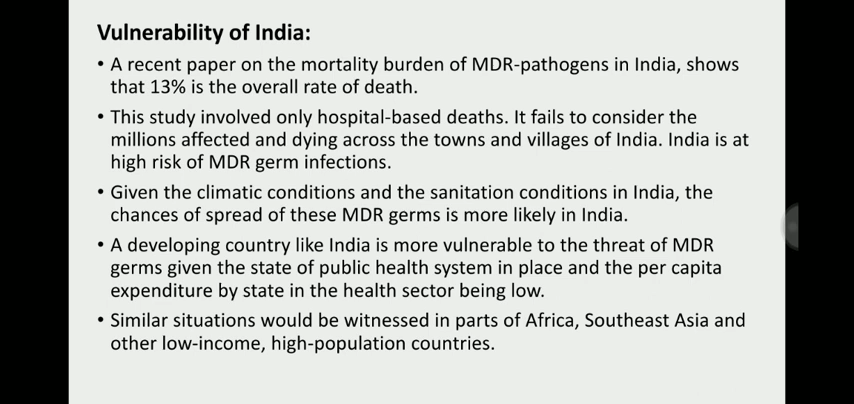 Vulnerability of India:
• A recent paper on the mortality burden of MDR-pathogens in India, shows
that 13% is the overall rate of death.
• This study involved only hospital-based deaths. It fails to consider the
millions affected and dying across the towns and villages of India. India is at
high risk of MDR germ infections.
• Given the climatic conditions and the sanitation conditions in India, the
chances of spread of these MDR germs is more likely in India.
• A developing country like India is more vulnerable to the threat of MDR
germs given the state of public health system in place and the per capita
expenditure by state in the health sector being low.
• Similar situations would be witnessed in parts of Africa, Southeast Asia and
other low-income, high-population countries.